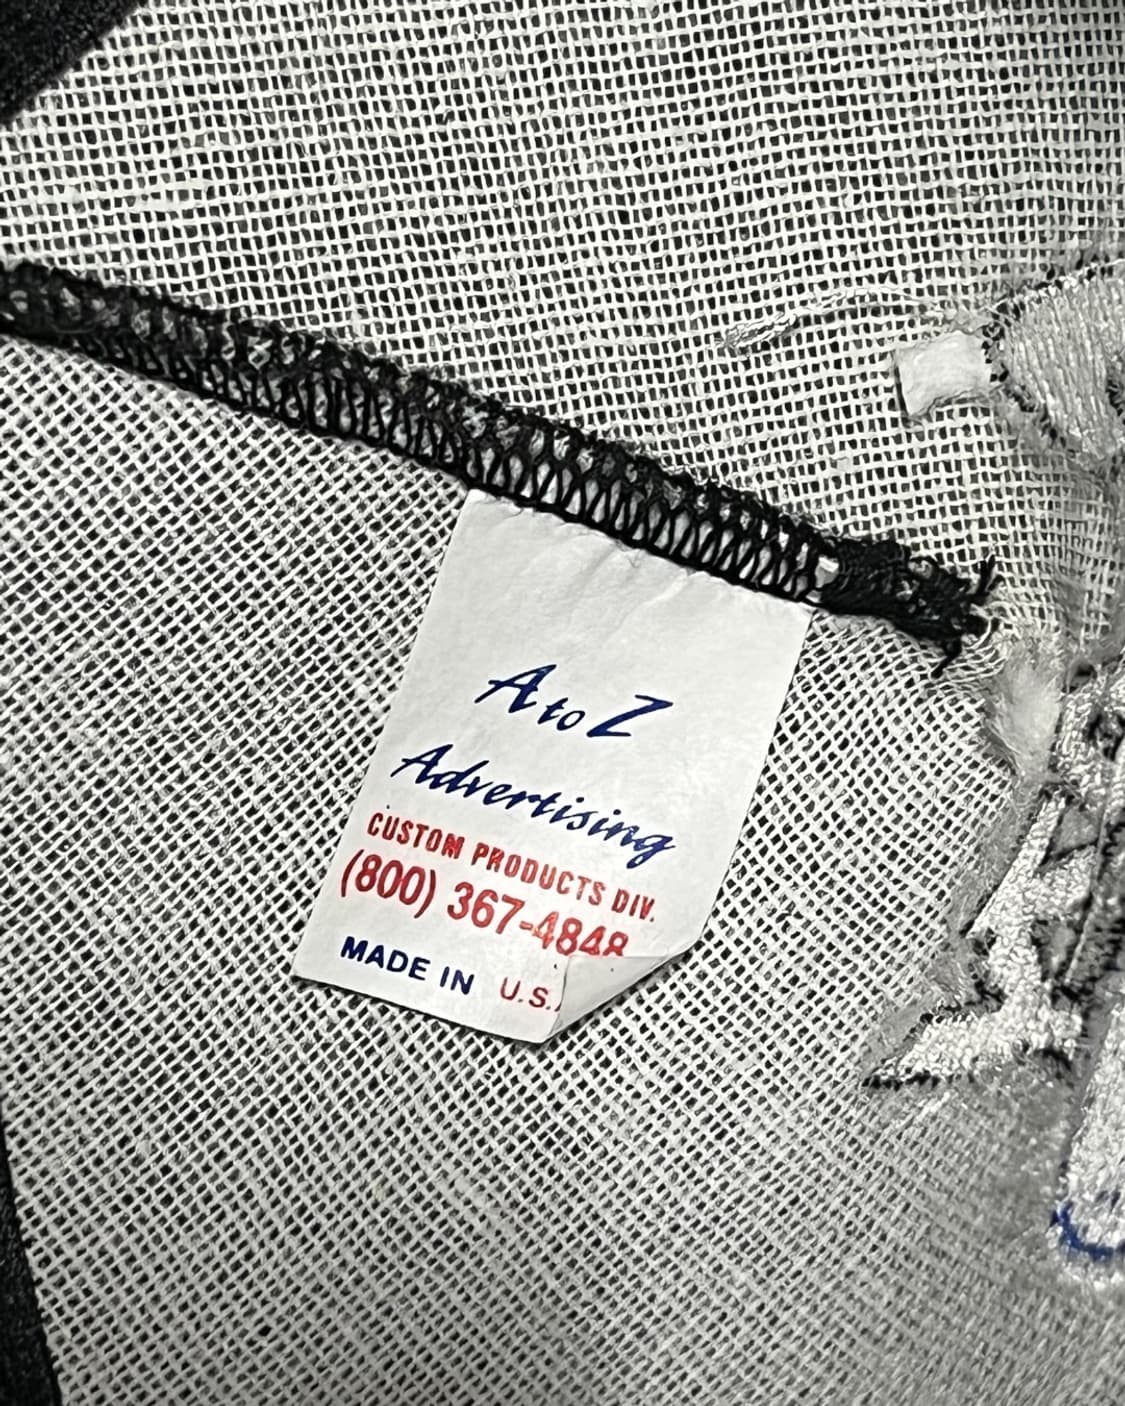 A to Z
Advertising
CUSTOM PRODUCTS DIV.
(800) 367-4848
MADE IN U.S.